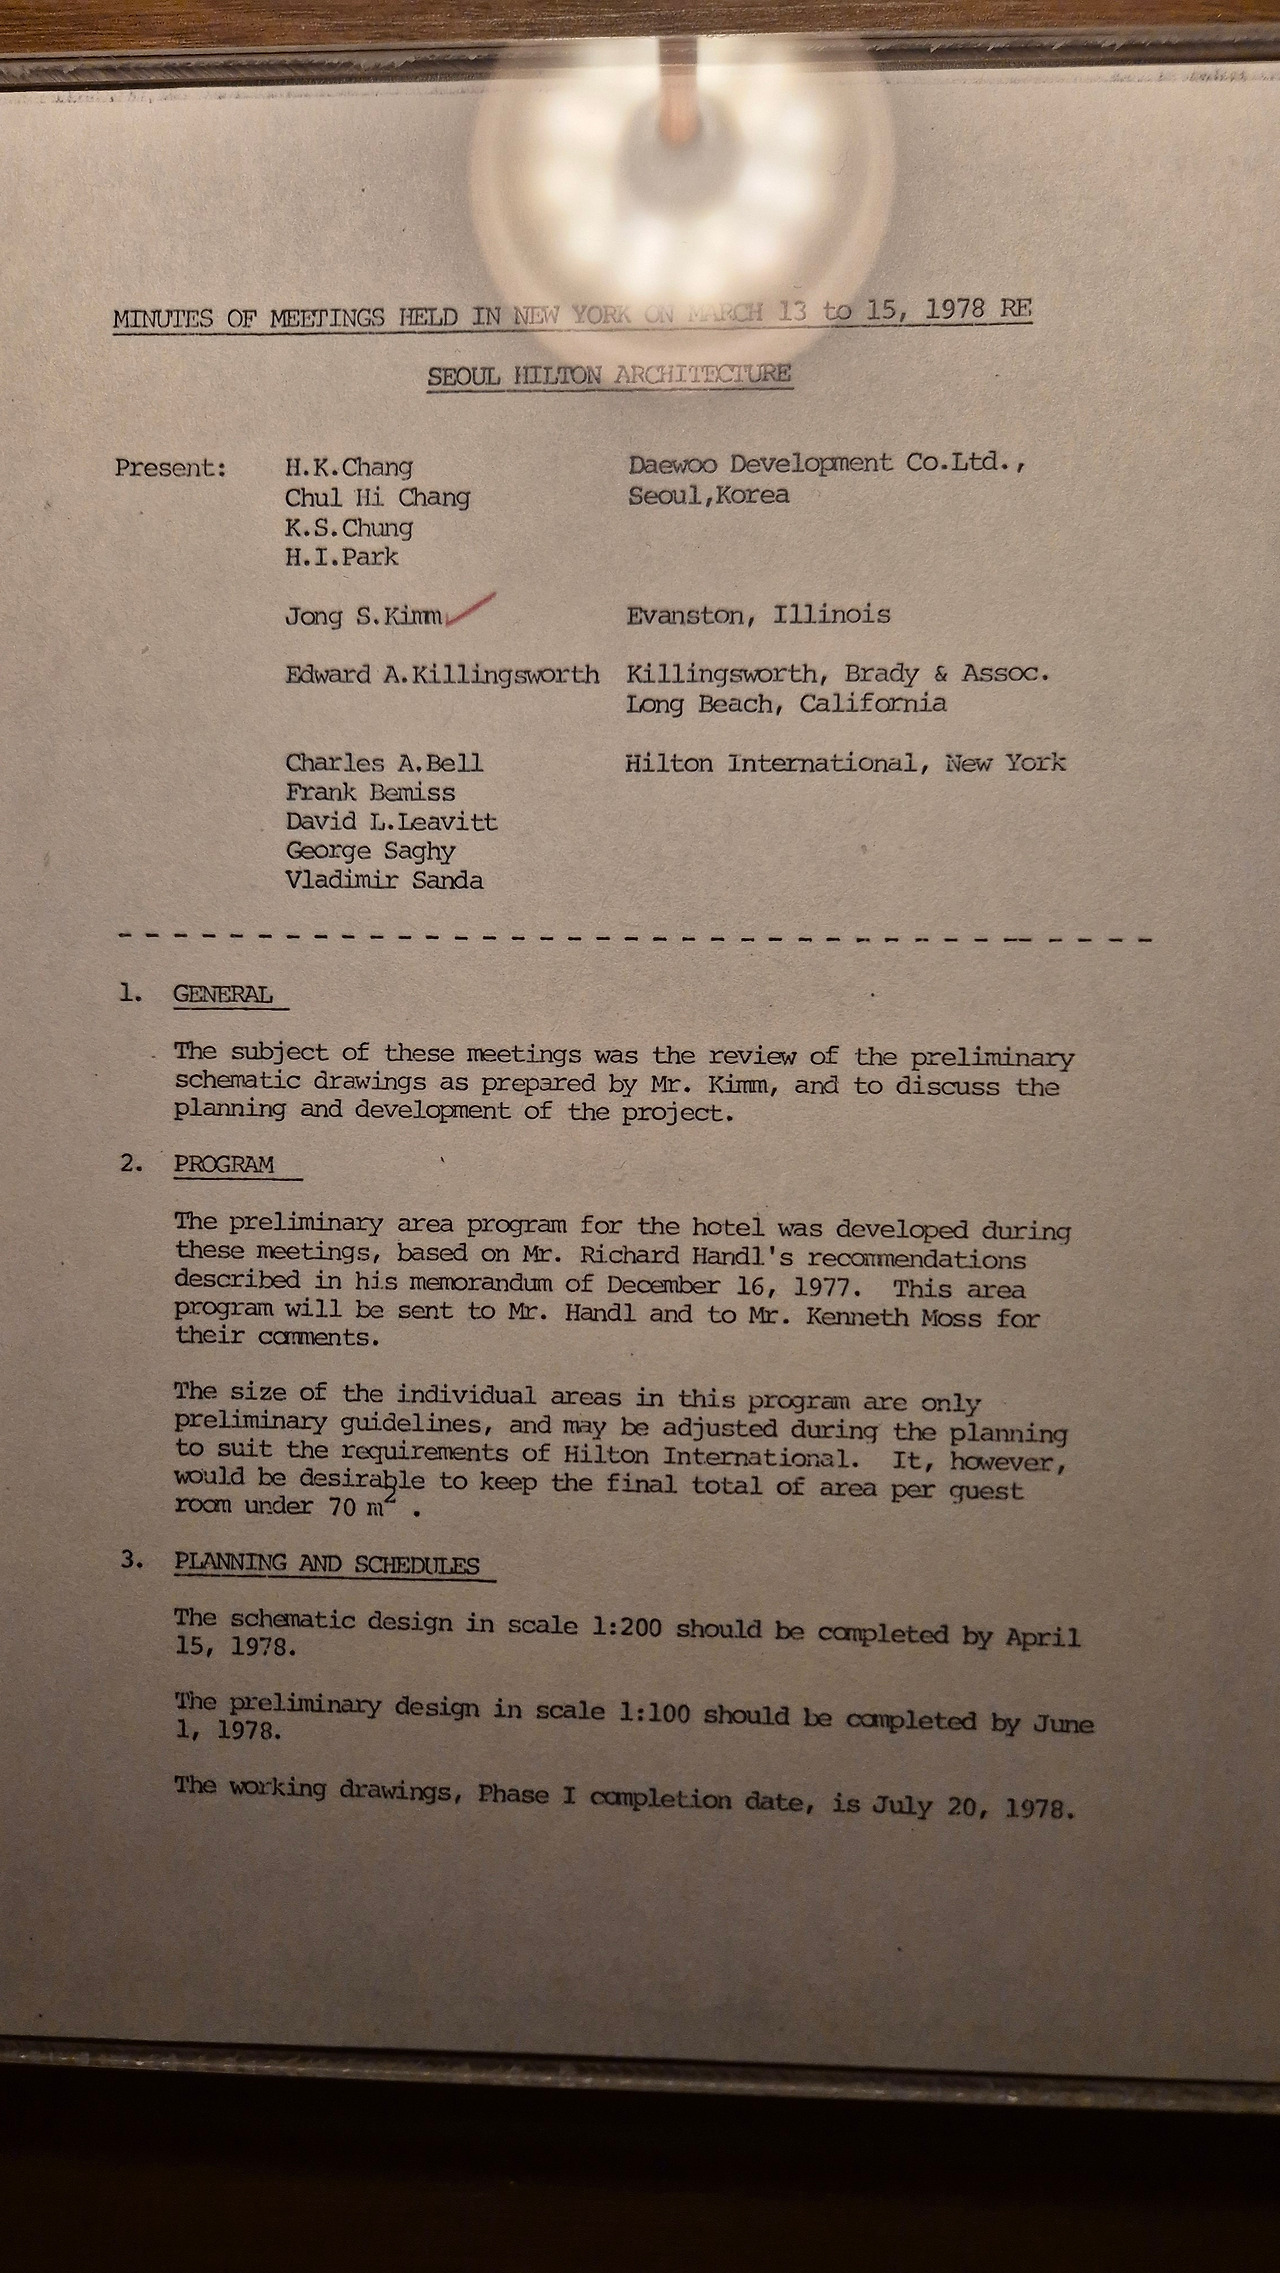 MINUTES OF MEETINGS HELD IN NEW YORK ON MARCH 13 to 15, 1978 RE
SEOUL HILTON ARCHITECTURE
Present: H.K.Chang Daewoo Development Co.Ltd.,
Chul Hi Chang Seoul,Korea
K.S.Chung
H.I.Park
Jong S.Kimm Evanston, Illinois
Edward A.Killingsworth Killingsworth, Brady & Assoc.
Long Beach, California
Charles A.Bell Hilton International, New York
Frank Bemiss
David L.Leavitt
George Saghy
Vladimir Sanda
1. GENERAL
The subject of these meetings was the review of the preliminary
schematic drawings as prepared by Mr. Kimm, and to discuss the
planning and development of the project.
2. PROGRAM
The preliminary area program for the hotel was developed during
these meetings, based on Mr. Richard Handl's recommendations
described in his memorandum of December 16, 1977. This area
program will be sent to Mr. Handl and to Mr. Kenneth Moss for
their comments.
The size of the individual areas in this program are only
preliminary guidelines, and may be adjusted during the planning
to suit the requirements of Hilton International. It, however,
would be desirable to keep the final total of area per guest
room under 70 m² .
3. PLANNING AND SCHEDULES
The schematic design in scale 1:200 should be completed by April
15, 1978.
The preliminary design in scale 1:100 should be completed by June
1, 1978.
The working drawings, Phase I completion date, is July 20, 1978.